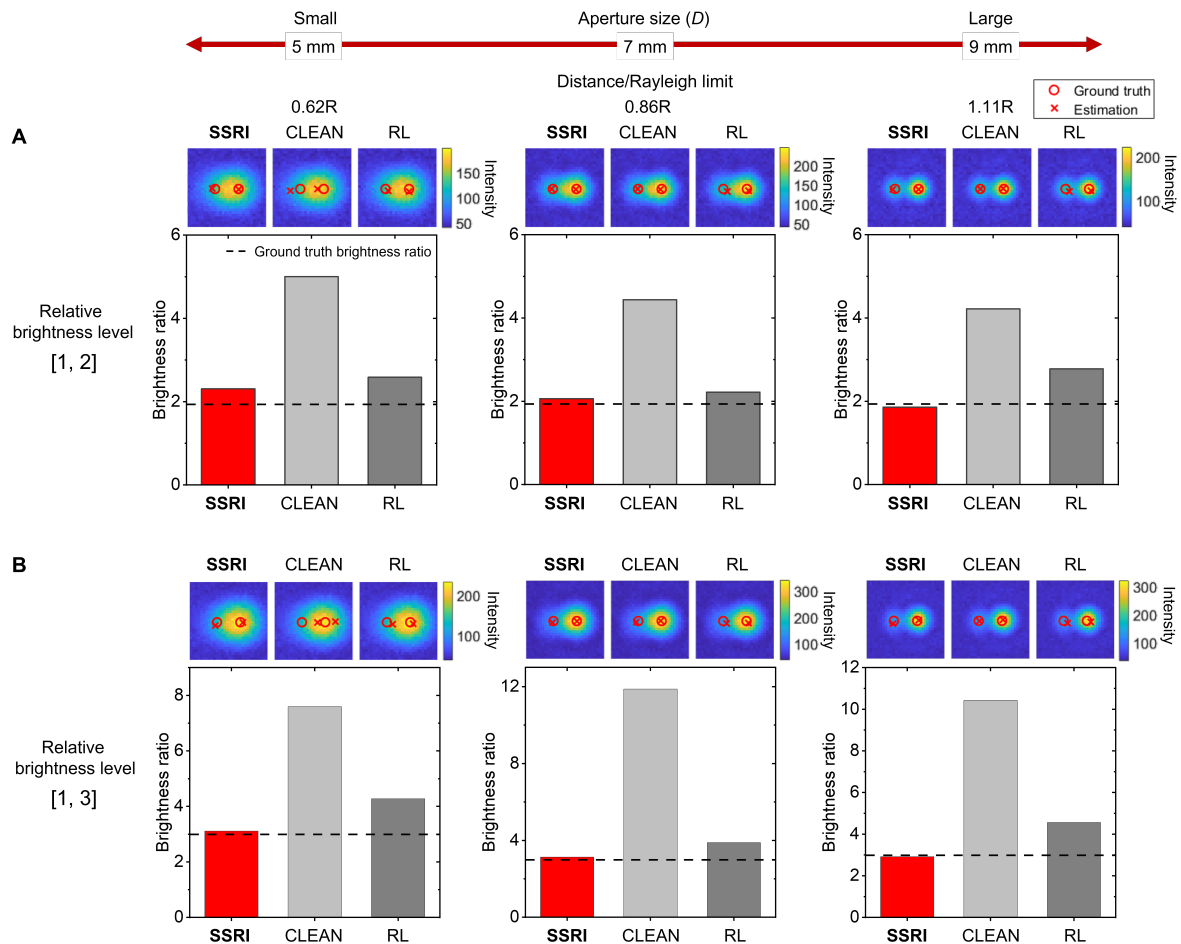 Small Aperture size (D) Large
5 mm 7 mm 9 mm
Distance/Rayleigh limit
0.62R 0.86R 1.11R
Ground truth
Estimation
A
SSRI CLEAN RL
150
100
50
Intensity
SSRI CLEAN RL
200
150
100
50
Intensity
SSRI CLEAN RL
200
100
Intensity
Relative
brightness level
[1, 2]
Brightness ratio
6
4
2
0
Ground truth brightness ratio
SSRI CLEAN RL
Brightness ratio
6
4
2
0
SSRI CLEAN RL
Brightness ratio
6
4
2
0
SSRI CLEAN RL
B
SSRI CLEAN RL
200
100
Intensity
SSRI CLEAN RL
300
200
100
Intensity
SSRI CLEAN RL
300
200
100
Intensity
Relative
brightness level
[1, 3]
Brightness ratio
8
6
4
2
0
SSRI CLEAN RL
Brightness ratio
12
8
4
0
SSRI CLEAN RL
Brightness ratio
12
10
8
6
4
2
0
SSRI CLEAN RL